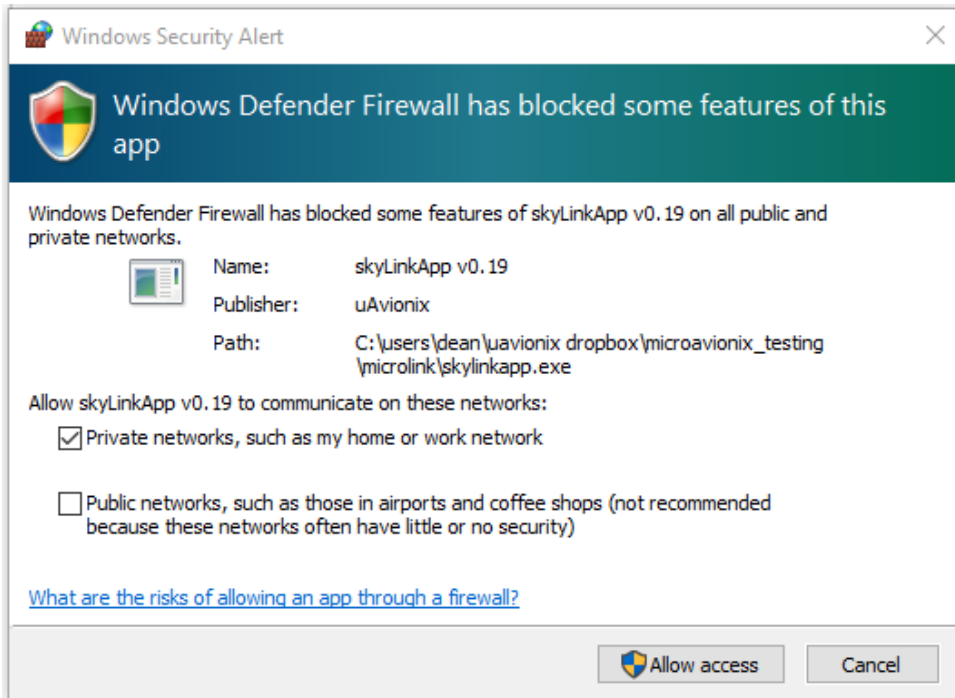 Windows Security Alert
Windows Defender Firewall has blocked some features of this
app
Windows Defender Firewall has blocked some features of skyLinkApp v0.19 on all public and
private networks.
Name: skyLinkApp v0.19
Publisher: uAvionix
Path: C:\users\dean\uavionix dropbox\microavionix_testing
\microlink\skylinkapp.exe
Allow skyLinkApp v0.19 to communicate on these networks:
Private networks, such as my home or work network
Public networks, such as those in airports and coffee shops (not recommended
because these networks often have little or no security)
What are the risks of allowing an app through a firewall?
Allow access Cancel